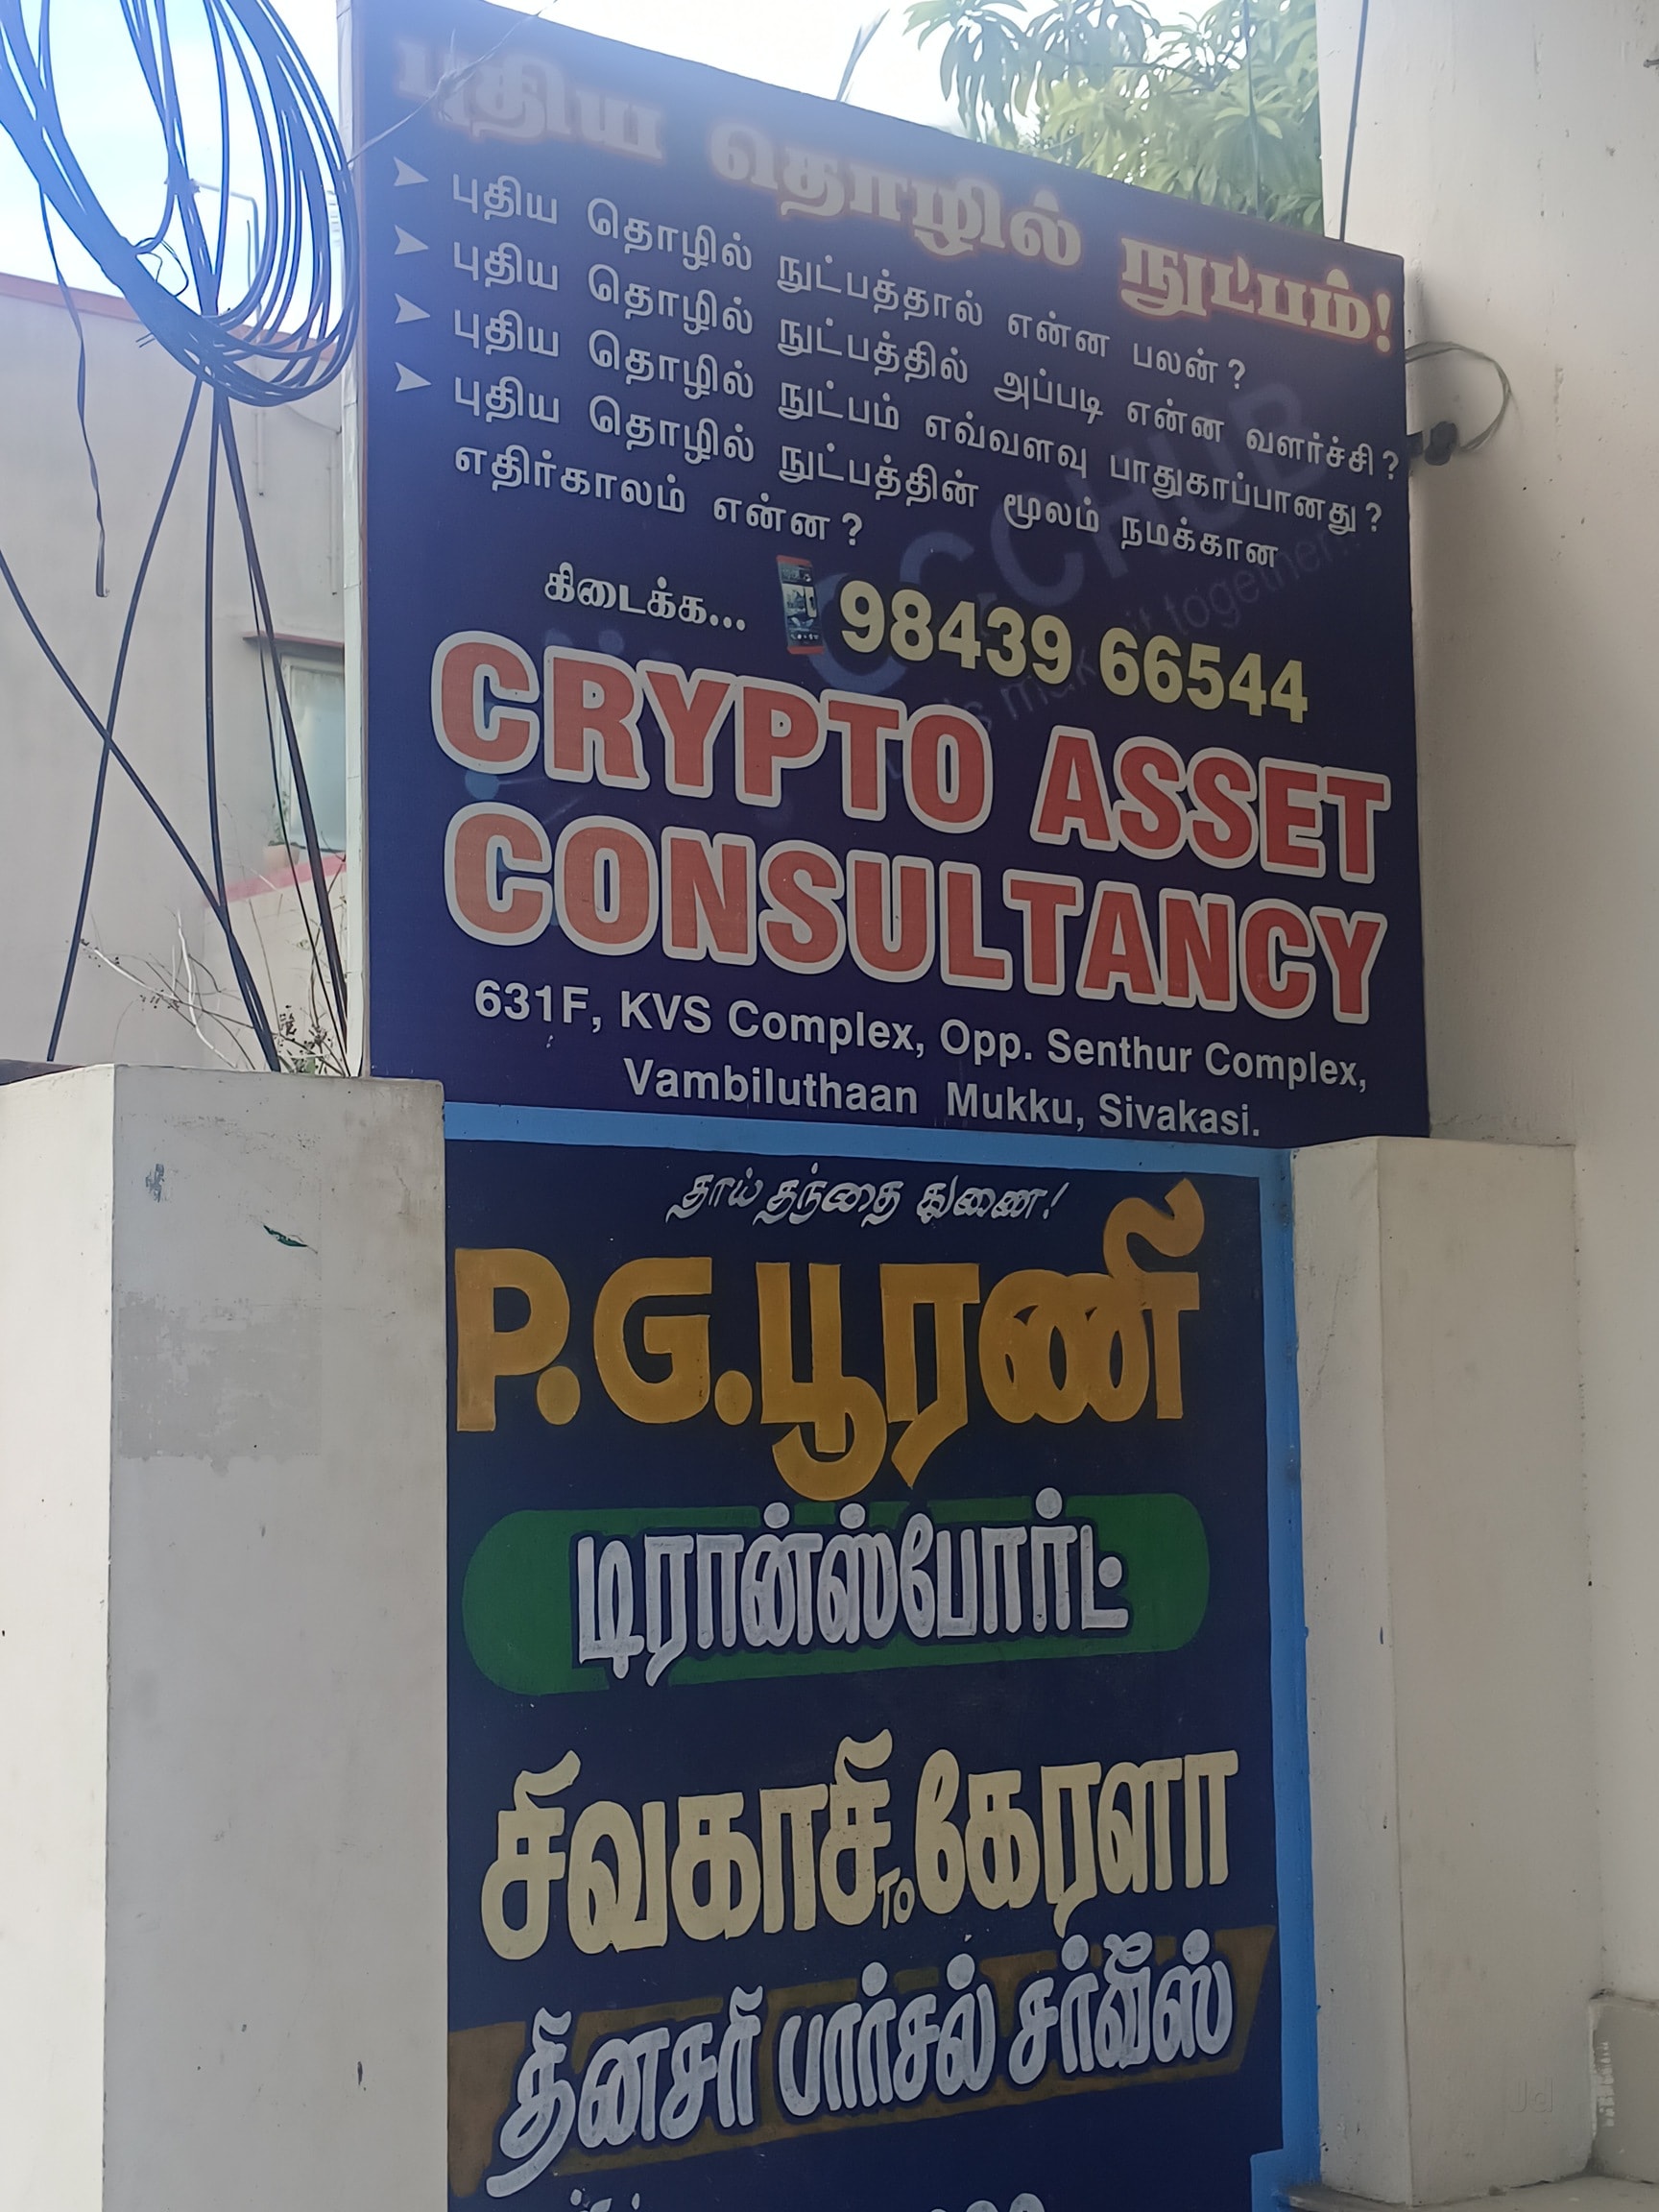 புதிய தொழில் நுட்பம்!
➤ புதிய தொழில் நுட்பத்தால் என்ன பலன்?
➤ புதிய தொழில் நுட்பத்தில் அப்படி என்ன வளர்ச்சி?
➤ புதிய தொழில் நுட்பம் எவ்வளவு பாதுகாப்பானது?
➤ புதிய தொழில் நுட்பத்தின் மூலம் நமக்கான
எதிர்காலம் என்ன?
கிடைக்க... 98439 66544
CRYPTO ASSET
CONSULTANCY
631F, KVS Complex, Opp. Senthur Complex,
Vambiluthaan Mukku, Sivakasi.
தாய் தந்தை துணை!
P.G.பூரணி
டிரான்ஸ்போர்ட்
சிவகாசி TO கேரளா
தினசரி பார்சல் சர்வீஸ்
Jd